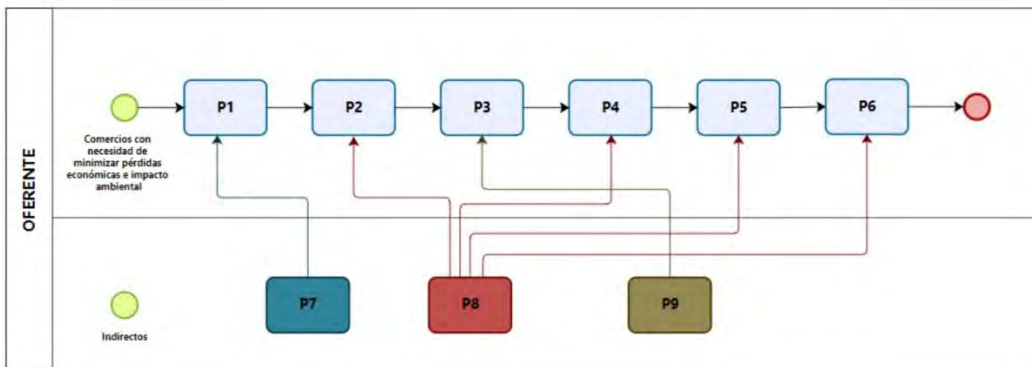 OFERENTE
P1
P2
P3
P4
P5
P6
Comercios con
necesidad de
minimizar pérdidas
económicas e impacto
ambiental
P7
P8
P9
Indirectos